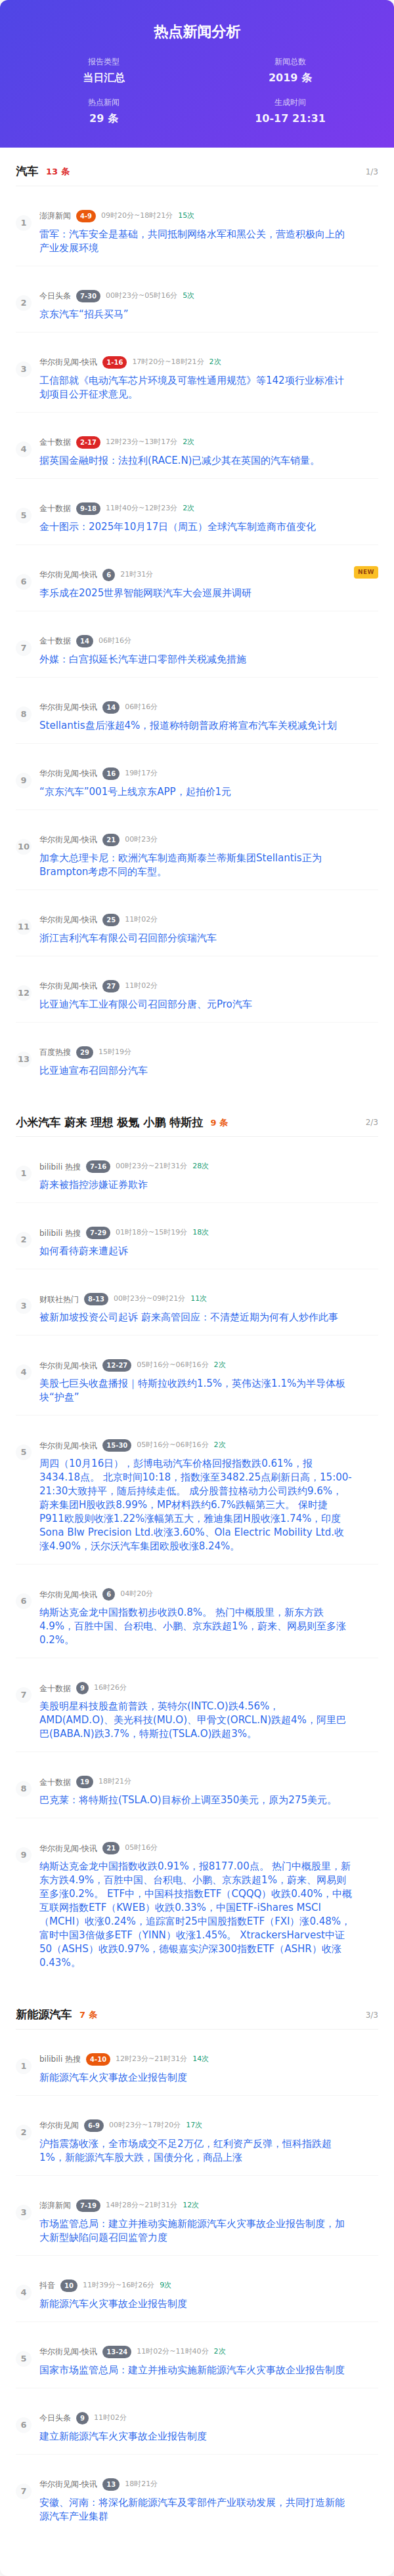 热点新闻分析
报告类型
当日汇总
新闻总数
2019 条
热点新闻
29 条
生成时间
10-17 21:31
汽车 13 条 1/3
1
澎湃新闻 4-9 09时20分~18时21分 15次
雷军：汽车安全是基础，共同抵制网络水军和黑公关，营造积极向上的
产业发展环境
2
今日头条 7-30 00时23分~05时16分 5次
京东汽车“招兵买马”
3
华尔街见闻-快讯 1-16 17时20分~18时21分 2次
工信部就《电动汽车芯片环境及可靠性通用规范》等142项行业标准计
划项目公开征求意见。
4
金十数据 2-17 12时23分~13时17分 2次
据英国金融时报：法拉利(RACE.N)已减少其在英国的汽车销量。
5
金十数据 9-18 11时40分~12时23分 2次
金十图示：2025年10月17日（周五）全球汽车制造商市值变化
6
华尔街见闻-快讯 6 21时31分
NEW
李乐成在2025世界智能网联汽车大会巡展并调研
7
金十数据 14 06时16分
外媒：白宫拟延长汽车进口零部件关税减免措施
8
华尔街见闻-快讯 14 06时16分
Stellantis盘后涨超4%，报道称特朗普政府将宣布汽车关税减免计划
9
华尔街见闻-快讯 16 19时17分
“京东汽车”001号上线京东APP，起拍价1元
10
华尔街见闻-快讯 21 00时23分
加拿大总理卡尼：欧洲汽车制造商斯泰兰蒂斯集团Stellantis正为
Brampton考虑不同的车型。
11
华尔街见闻-快讯 25 11时02分
浙江吉利汽车有限公司召回部分缤瑞汽车
12
华尔街见闻-快讯 27 11时02分
比亚迪汽车工业有限公司召回部分唐、元Pro汽车
13
百度热搜 29 15时19分
比亚迪宣布召回部分汽车
小米汽车 蔚来 理想 极氪 小鹏 特斯拉 9 条 2/3
1
bilibili 热搜 7-16 00时23分~21时31分 28次
蔚来被指控涉嫌证券欺诈
2
bilibili 热搜 7-29 01时18分~15时19分 18次
如何看待蔚来遭起诉
3
财联社热门 8-13 00时23分~09时21分 11次
被新加坡投资公司起诉 蔚来高管回应：不清楚近期为何有人炒作此事
4
华尔街见闻-快讯 12-27 05时16分~06时16分 2次
美股七巨头收盘播报｜特斯拉收跌约1.5%，英伟达涨1.1%为半导体板
块“护盘”
5
华尔街见闻-快讯 15-30 05时16分~06时16分 2次
周四（10月16日），彭博电动汽车价格回报指数跌0.61%，报
3434.18点。 北京时间10:18，指数涨至3482.25点刷新日高，15:00-
21:30大致持平，随后持续走低。 成分股普拉格动力公司跌约9.6%，
蔚来集团H股收跌8.99%，MP材料跌约6.7%跌幅第三大。 保时捷
P911欧股则收涨1.22%涨幅第五大，雅迪集团H股收涨1.74%，印度
Sona Blw Precision Ltd.收涨3.60%、Ola Electric Mobility Ltd.收
涨4.90%，沃尔沃汽车集团欧股收涨8.24%。
6
华尔街见闻-快讯 6 04时20分
纳斯达克金龙中国指数初步收跌0.8%。 热门中概股里，新东方跌
4.9%，百胜中国、台积电、小鹏、京东跌超1%，蔚来、网易则至多涨
0.2%。
7
金十数据 9 16时26分
美股明星科技股盘前普跌，英特尔(INTC.O)跌4.56%，
AMD(AMD.O)、美光科技(MU.O)、甲骨文(ORCL.N)跌超4%，阿里巴
巴(BABA.N)跌3.7%，特斯拉(TSLA.O)跌超3%。
8
金十数据 19 18时21分
巴克莱：将特斯拉(TSLA.O)目标价上调至350美元，原为275美元。
9
华尔街见闻-快讯 21 05时16分
纳斯达克金龙中国指数收跌0.91%，报8177.00点。 热门中概股里，新
东方跌4.9%，百胜中国、台积电、小鹏、京东跌超1%，蔚来、网易则
至多涨0.2%。 ETF中，中国科技指数ETF（CQQQ）收跌0.40%，中概
互联网指数ETF（KWEB）收跌0.33%，中国ETF-iShares MSCI
（MCHI）收涨0.24%，追踪富时25中国股指数ETF（FXI）涨0.48%，
富时中国3倍做多ETF（YINN）收涨1.45%。 XtrackersHarvest中证
500（ASHS）收跌0.97%，德银嘉实沪深300指数ETF（ASHR）收涨
0.43%。
新能源汽车 7 条 3/3
1
bilibili 热搜 4-10 12时23分~21时31分 14次
新能源汽车火灾事故企业报告制度
2
华尔街见闻 6-9 00时23分~17时20分 17次
沪指震荡收涨，全市场成交不足2万亿，红利资产反弹，恒科指跌超
1%，新能源汽车股大跌，国债分化，商品上涨
3
澎湃新闻 7-19 14时28分~21时31分 12次
市场监管总局：建立并推动实施新能源汽车火灾事故企业报告制度，加
大新型缺陷问题召回监管力度
4
抖音 10 11时39分~16时26分 9次
新能源汽车火灾事故企业报告制度
5
华尔街见闻-快讯 13-24 11时02分~11时40分 2次
国家市场监管总局：建立并推动实施新能源汽车火灾事故企业报告制度
6
今日头条 9 11时02分
建立新能源汽车火灾事故企业报告制度
7
华尔街见闻-快讯 13 18时21分
安徽、河南：将深化新能源汽车及零部件产业联动发展，共同打造新能
源汽车产业集群